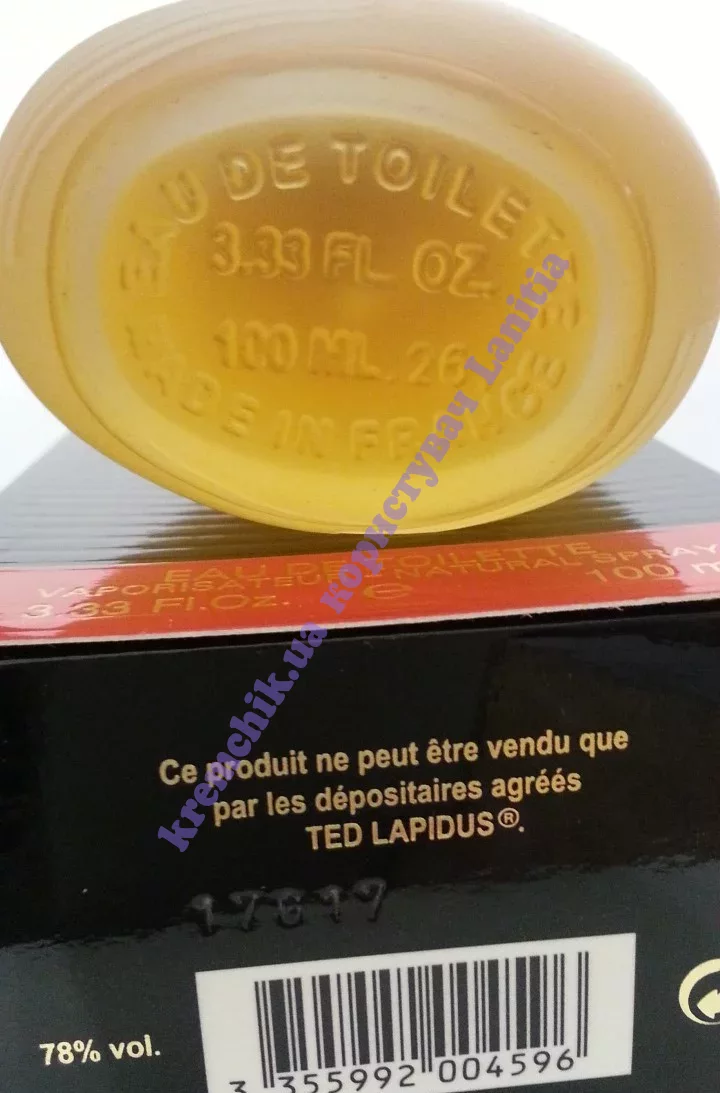 EAU DE TOILETTE
3.33 FL. OZ.
100 ML. 26
MADE IN FRANCE
EAU DE TOILETTE
VAPORISATEUR NATURAL SPRAY
3.33 Fl.Oz. e 100 m
Ce produit ne peut être vendu que
par les dépositaires agréés
TED LAPIDUS®.
17617
78% vol.
3 355992 004596
kremchik.ua користувач Lanitia